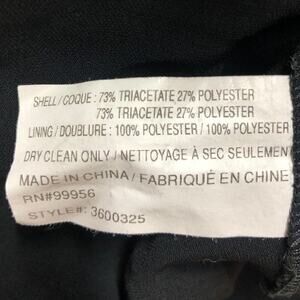 SHELL/COQUE : 73% TRIACETATE 27% POLYESTER
73% TRIACETATE 27% POLYESTER
LINING / DOUBLURE : 100% POLYESTER / 100% POLYESTER
DRY CLEAN ONLY / NETTOYAGE À SEC SEULEMEN
MADE IN CHINA / FABRIQUÉ EN CHINE
RN#99956
STYLE#: 3600325